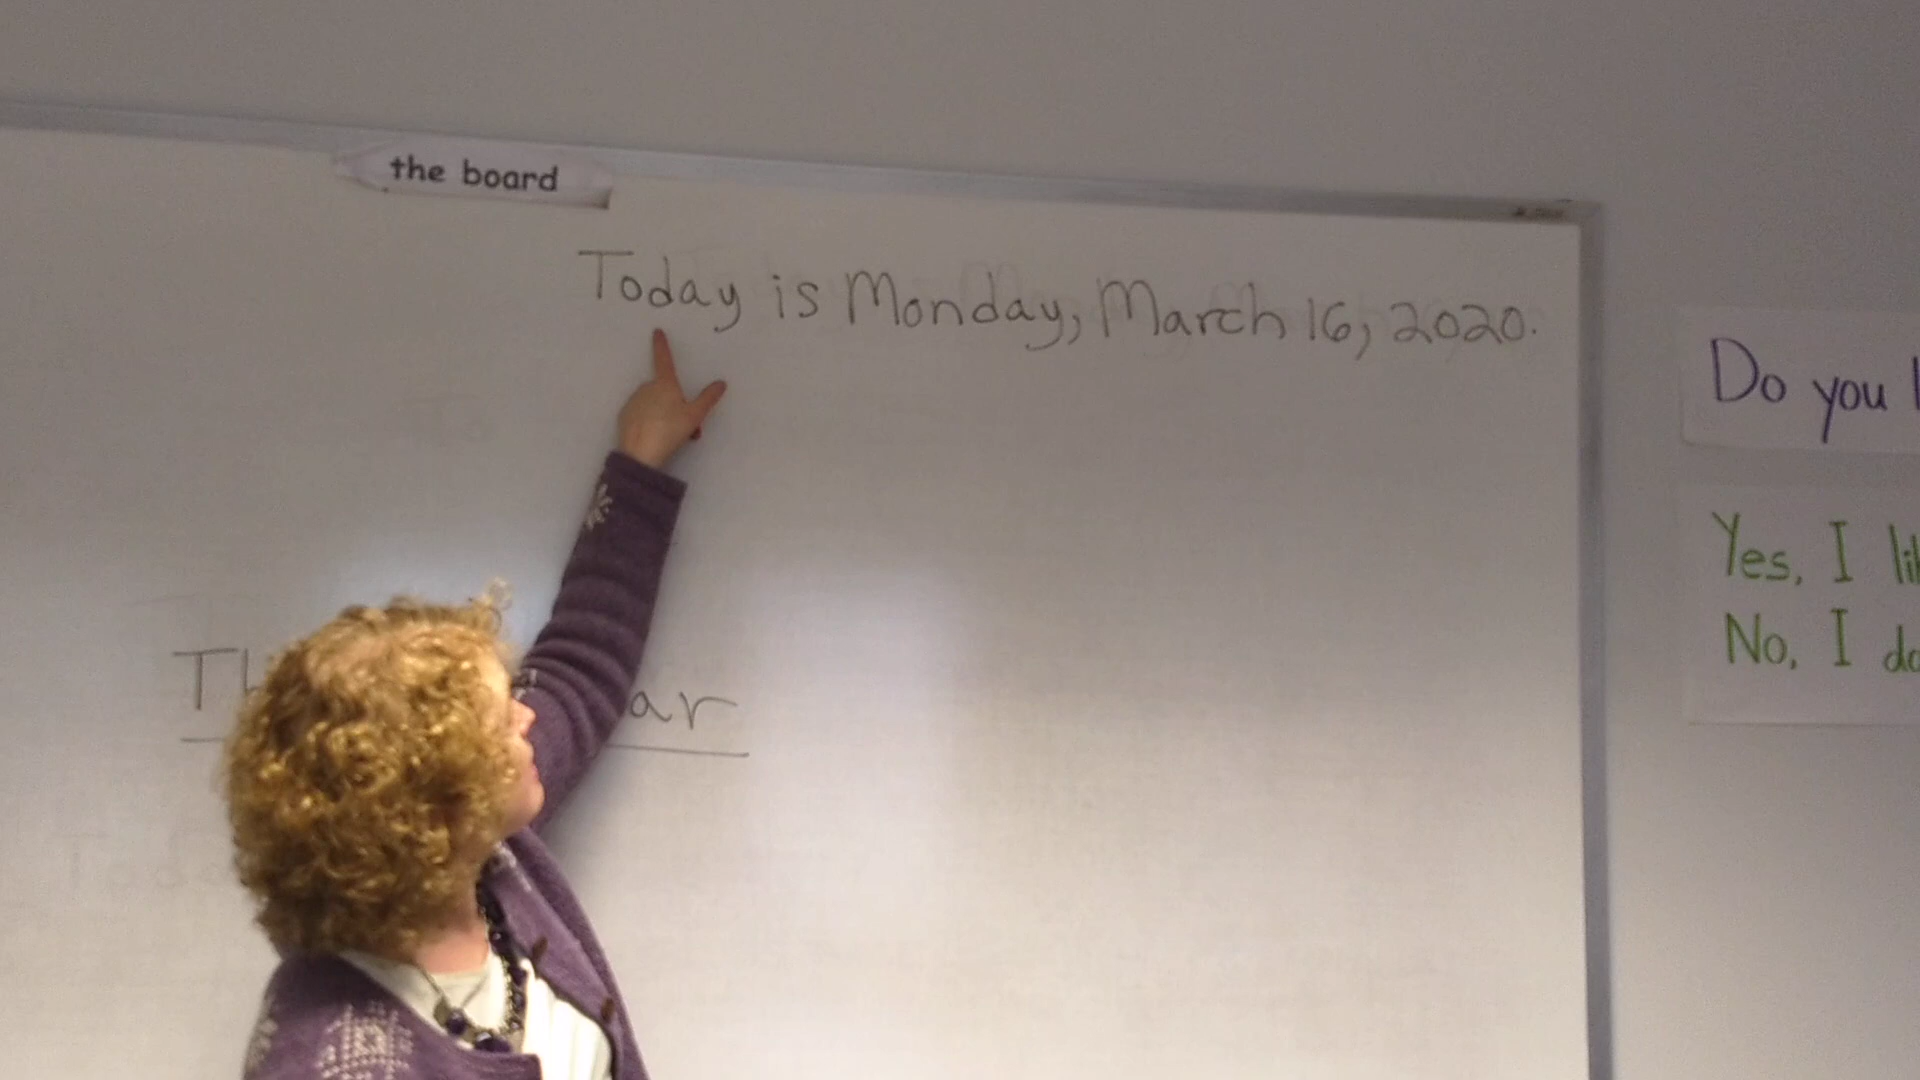 the board
Today is Monday, March 16, 2020.
Do you
Yes, I
No, I